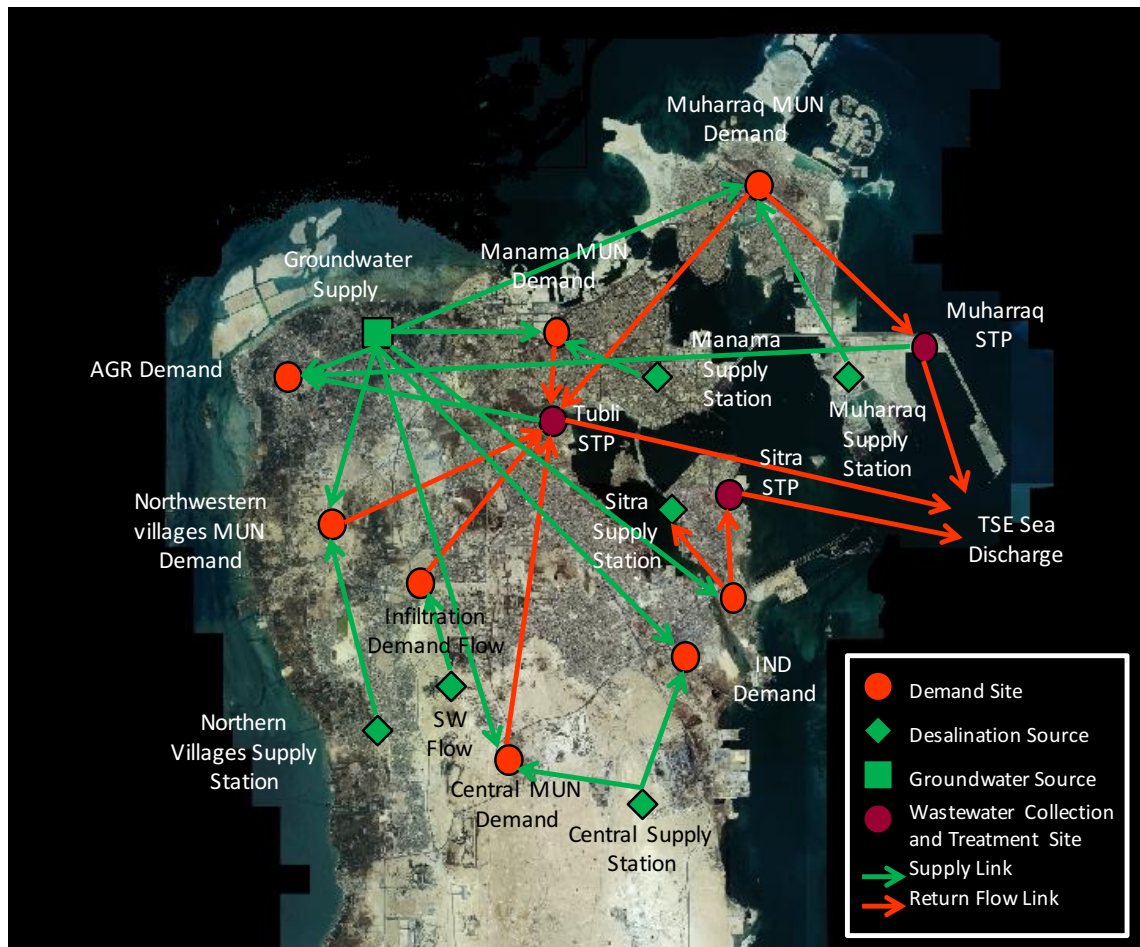 Muharraq MUN
Demand
Groundwater
Supply
Manama MUN
Demand
Muharraq
STP
AGR Demand
Manama
Supply
Station
Muharraq
Supply
Station
Tubli
STP
Sitra
STP
Northwestern
villages MUN
Demand
Sitra
Supply
Station
TSE Sea
Discharge
Infiltration
Demand Flow
IND
Demand
Northern
Villages Supply
Station
SW
Flow
Central MUN
Demand
Central Supply
Station
Demand Site
Desalination Source
Groundwater Source
Wastewater Collection
and Treatment Site
Supply Link
Return Flow Link